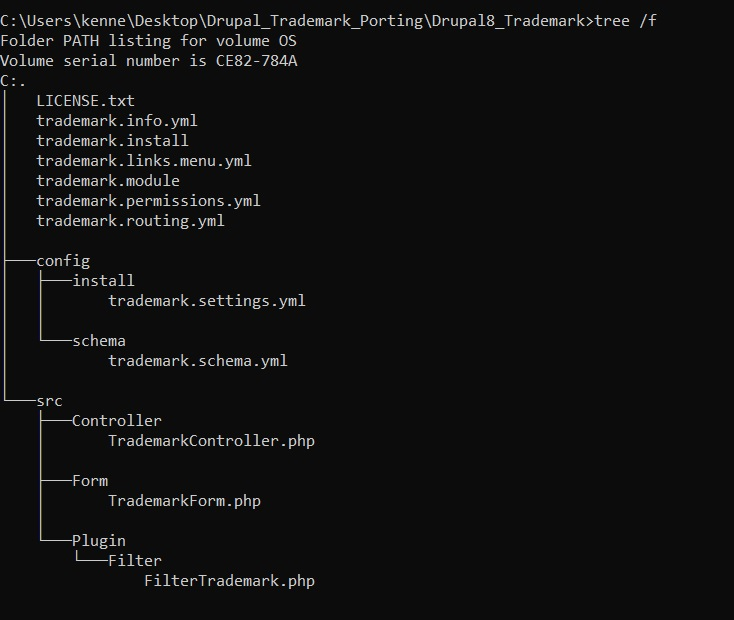 C:\Users\kenne\Desktop\Drupal_Trademark_Porting\Drupal8_Trademark>tree /f
Folder PATH listing for volume OS
Volume serial number is CE82-784A
C:.
│   LICENSE.txt
│   trademark.info.yml
│   trademark.install
│   trademark.links.menu.yml
│   trademark.module
│   trademark.permissions.yml
│   trademark.routing.yml
│
├───config
│   ├───install
│   │       trademark.settings.yml
│   │
│   └───schema
│           trademark.schema.yml
│
└───src
    ├───Controller
    │       TrademarkController.php
    │
    ├───Form
    │       TrademarkForm.php
    │
    └───Plugin
        └───Filter
                FilterTrademark.php